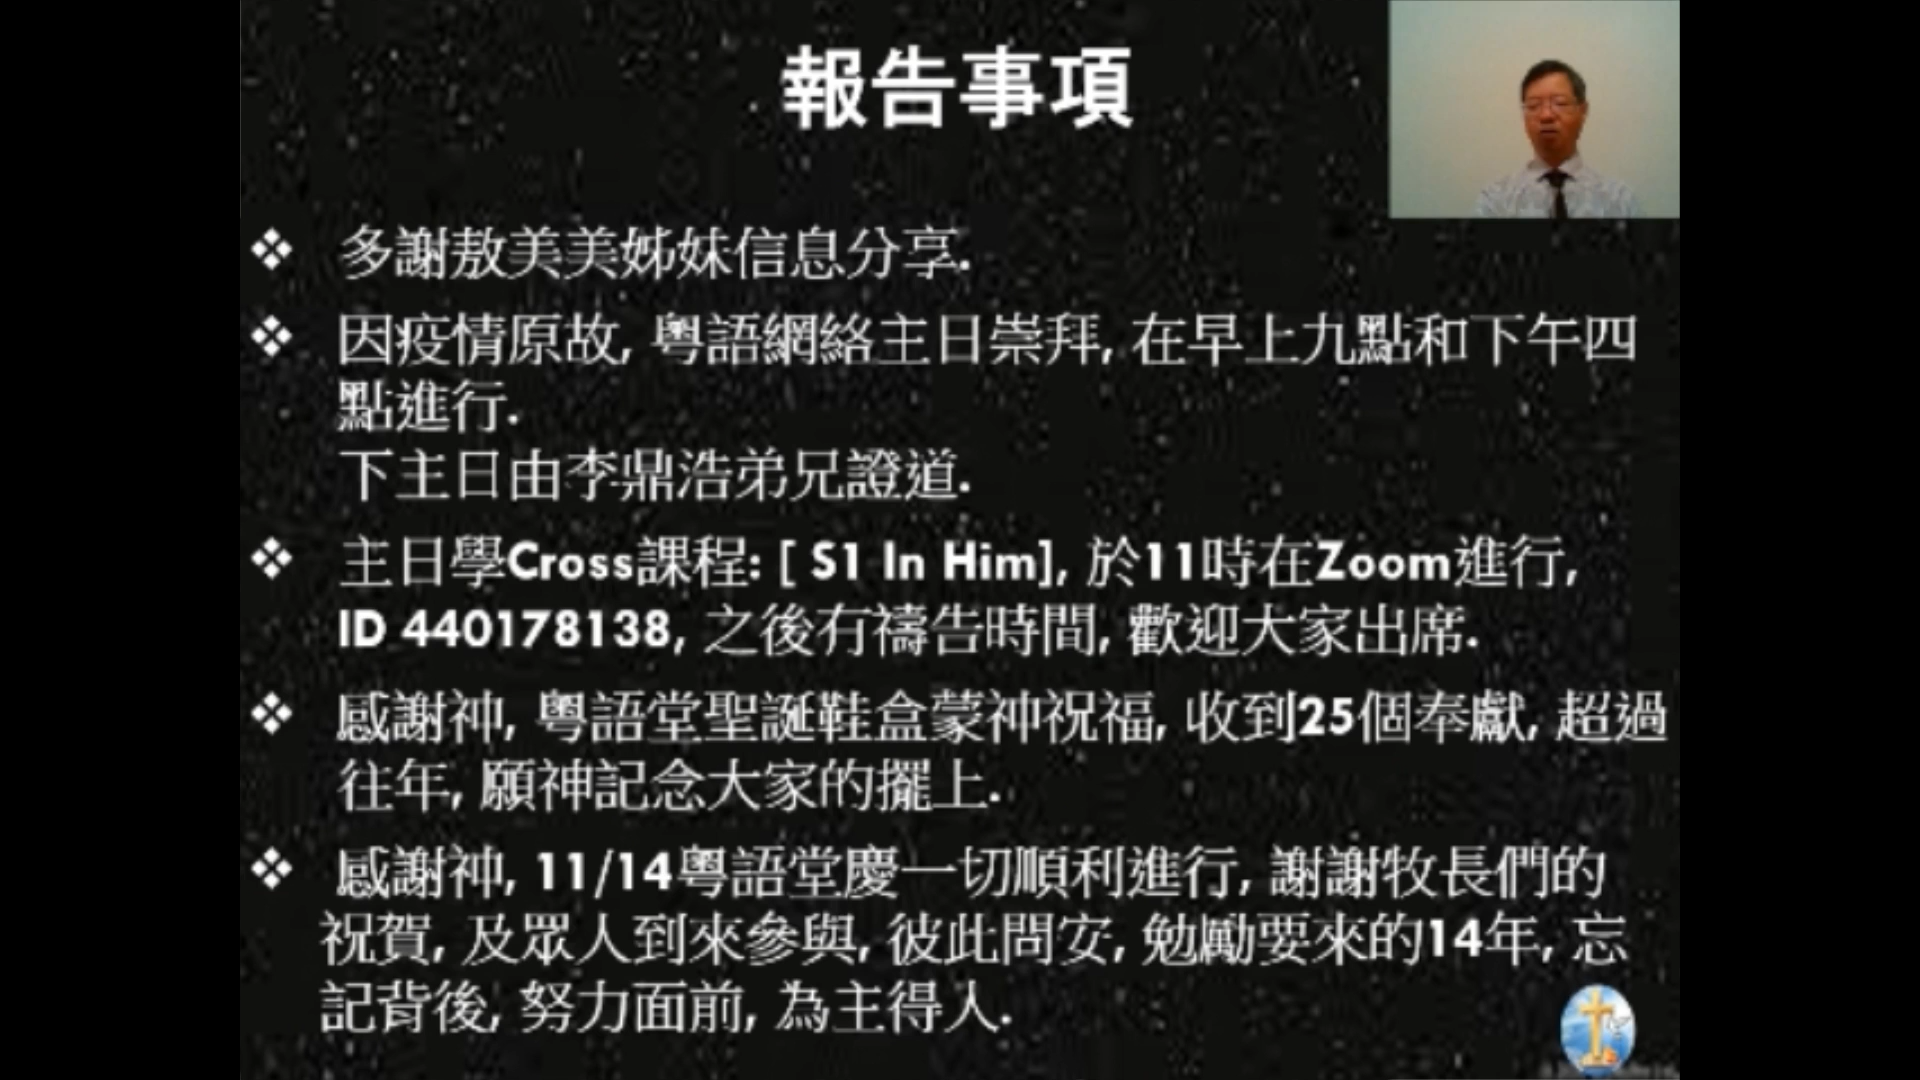 報告事項
多謝敖美美姊妹信息分享.
因疫情原故, 粵語網絡主日崇拜, 在早上九點和下午四
點進行.
下主日由李鼎浩弟兄證道.
主日學Cross課程: [ S1 In Him], 於11時在Zoom進行,
ID 440178138, 之後冇禱告時間, 歡迎大家出席.
感謝神, 粵語堂聖誕鞋盒蒙神祝福, 收到25個奉獻, 超過
往年, 願神記念大家的擺上.
感謝神, 11/14粵語堂慶一切順利進行, 謝謝牧長們的
祝賀, 及眾人到來參與, 彼此問安, 勉勵要來的14年, 忘
記背後, 努力面前, 為主得人.